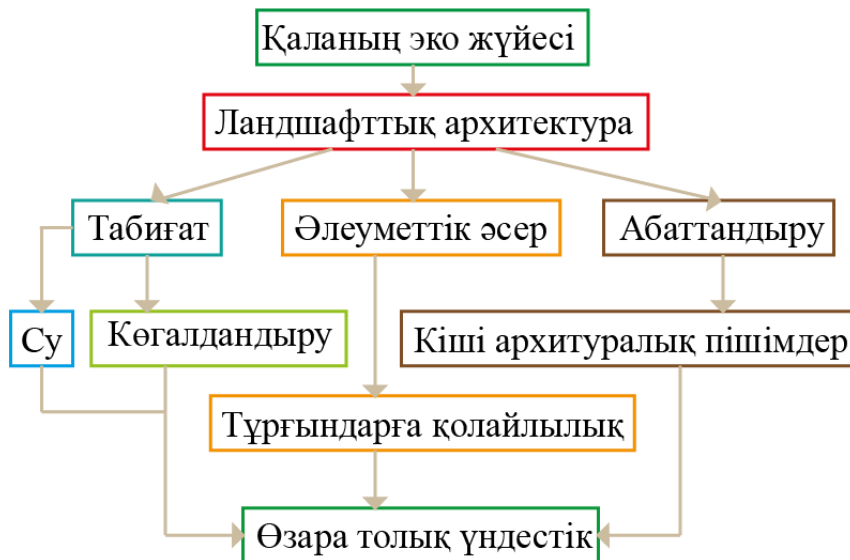 Қаланың эко жүйесі
Ландшафттық архитектура
Табиғат
Әлеуметтік әсер
Абаттандыру
Су
Көгалдандыру
Кіші архитуралық пішімдер
Тұрғындарға қолайлылық
Өзара толық үндестік